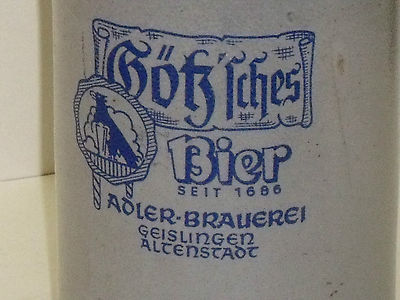 Götz'sches
Bier
SEIT 1686
ADLER-BRAUEREI
GEISLINGEN
ALTENSTADT